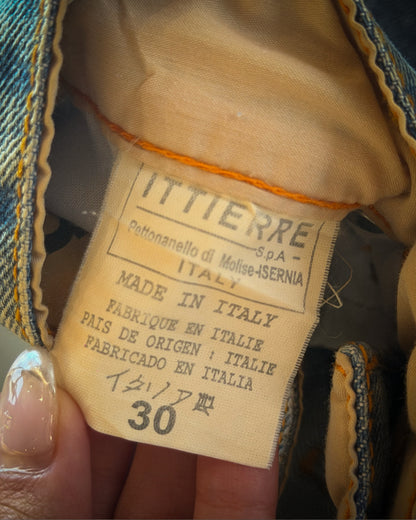 ITTIERRE
S.p.A -
Pettonanello di Molise-ISERNIA
ITALY
MADE IN ITALY
FABRIQUE EN ITALIE
PAIS DE ORIGEN : ITALIE
FABRICADO EN ITALIA
イタリア製
30